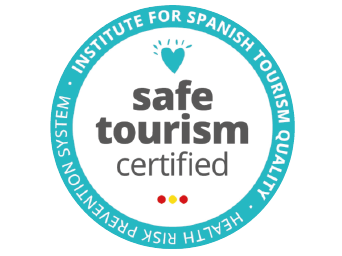 INSTITUTE FOR SPANISH TOURISM QUALITY ·
HEALTH RISK PREVENTION SYSTEM ·
safe
tourism
certified